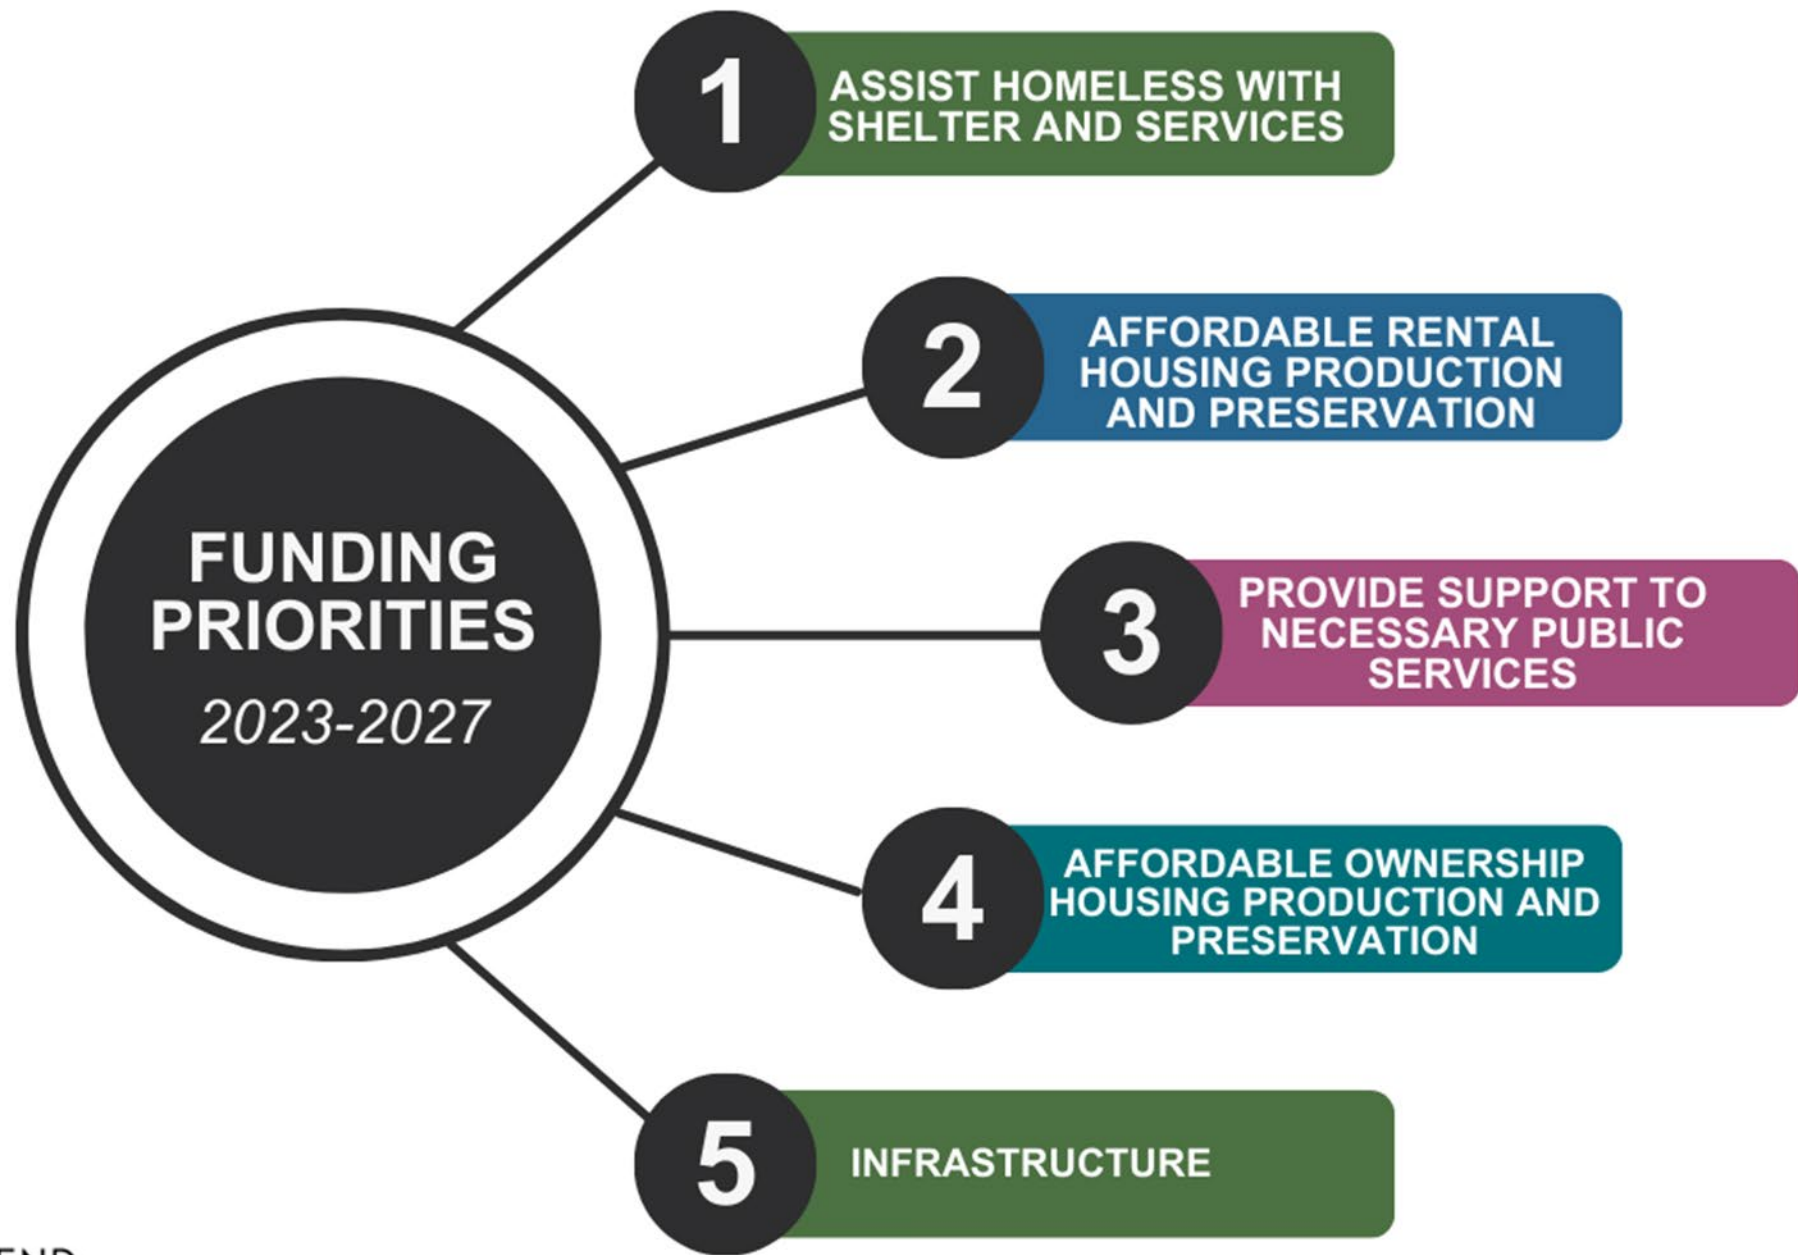 FUNDING
PRIORITIES
2023-2027
1
ASSIST HOMELESS WITH
SHELTER AND SERVICES
2
AFFORDABLE RENTAL
HOUSING PRODUCTION
AND PRESERVATION
3
PROVIDE SUPPORT TO
NECESSARY PUBLIC
SERVICES
4
AFFORDABLE OWNERSHIP
HOUSING PRODUCTION AND
PRESERVATION
5
INFRASTRUCTURE